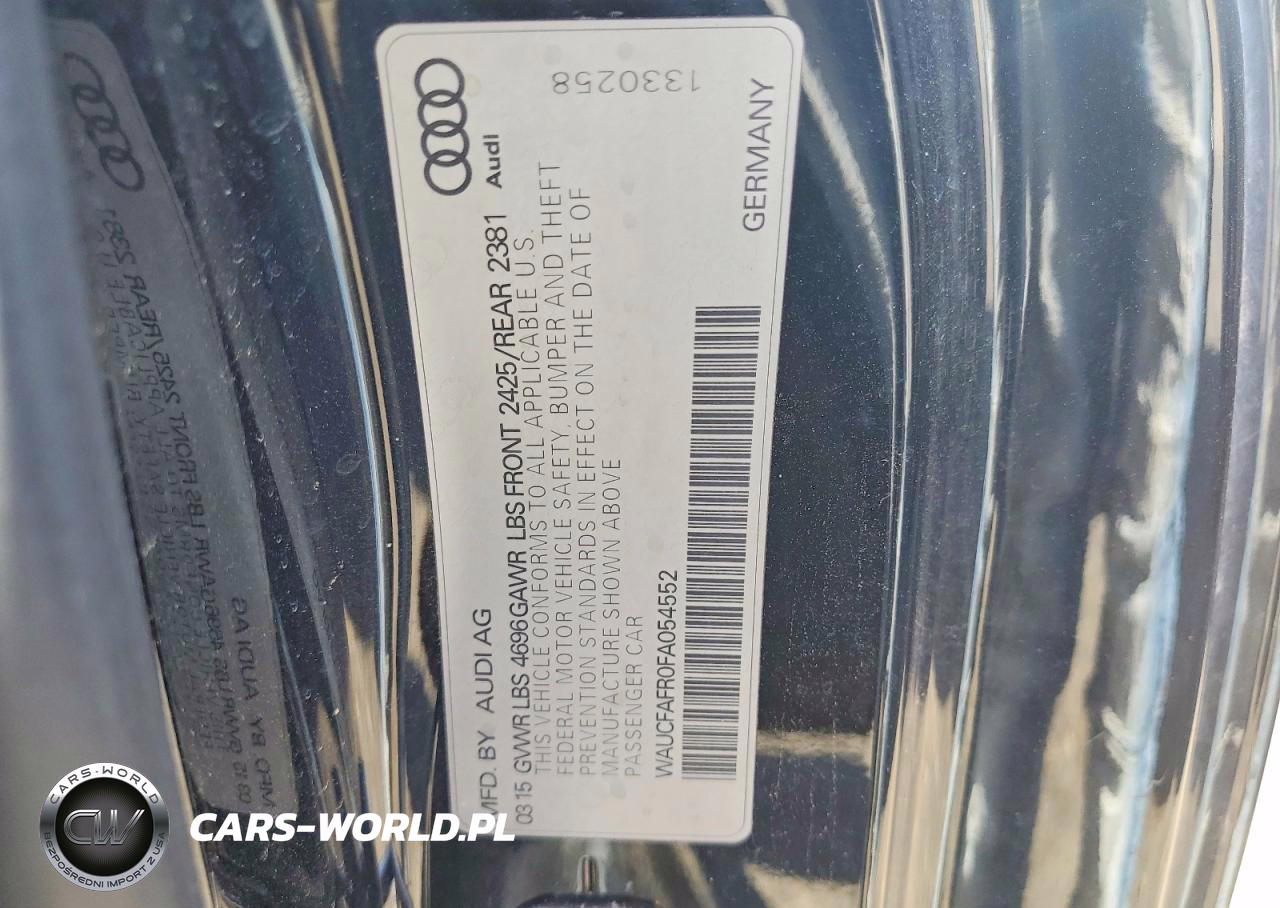 MFD. BY AUDI AG
Audi
03 15 GVWR LBS 4696 GAWR LBS FRONT 2425/REAR 2381
THIS VEHICLE CONFORMS TO ALL APPLICABLE U.S.
FEDERAL MOTOR VEHICLE SAFETY, BUMPER AND THEFT
PREVENTION STANDARDS IN EFFECT ON THE DATE OF
MANUFACTURE SHOWN ABOVE
PASSENGER CAR
1330258
WAUCFAFR0FA054552
GERMANY
CARS-WORLD
CW
BEZPOŚREDNI IMPORT Z USA
CARS-WORLD.PL